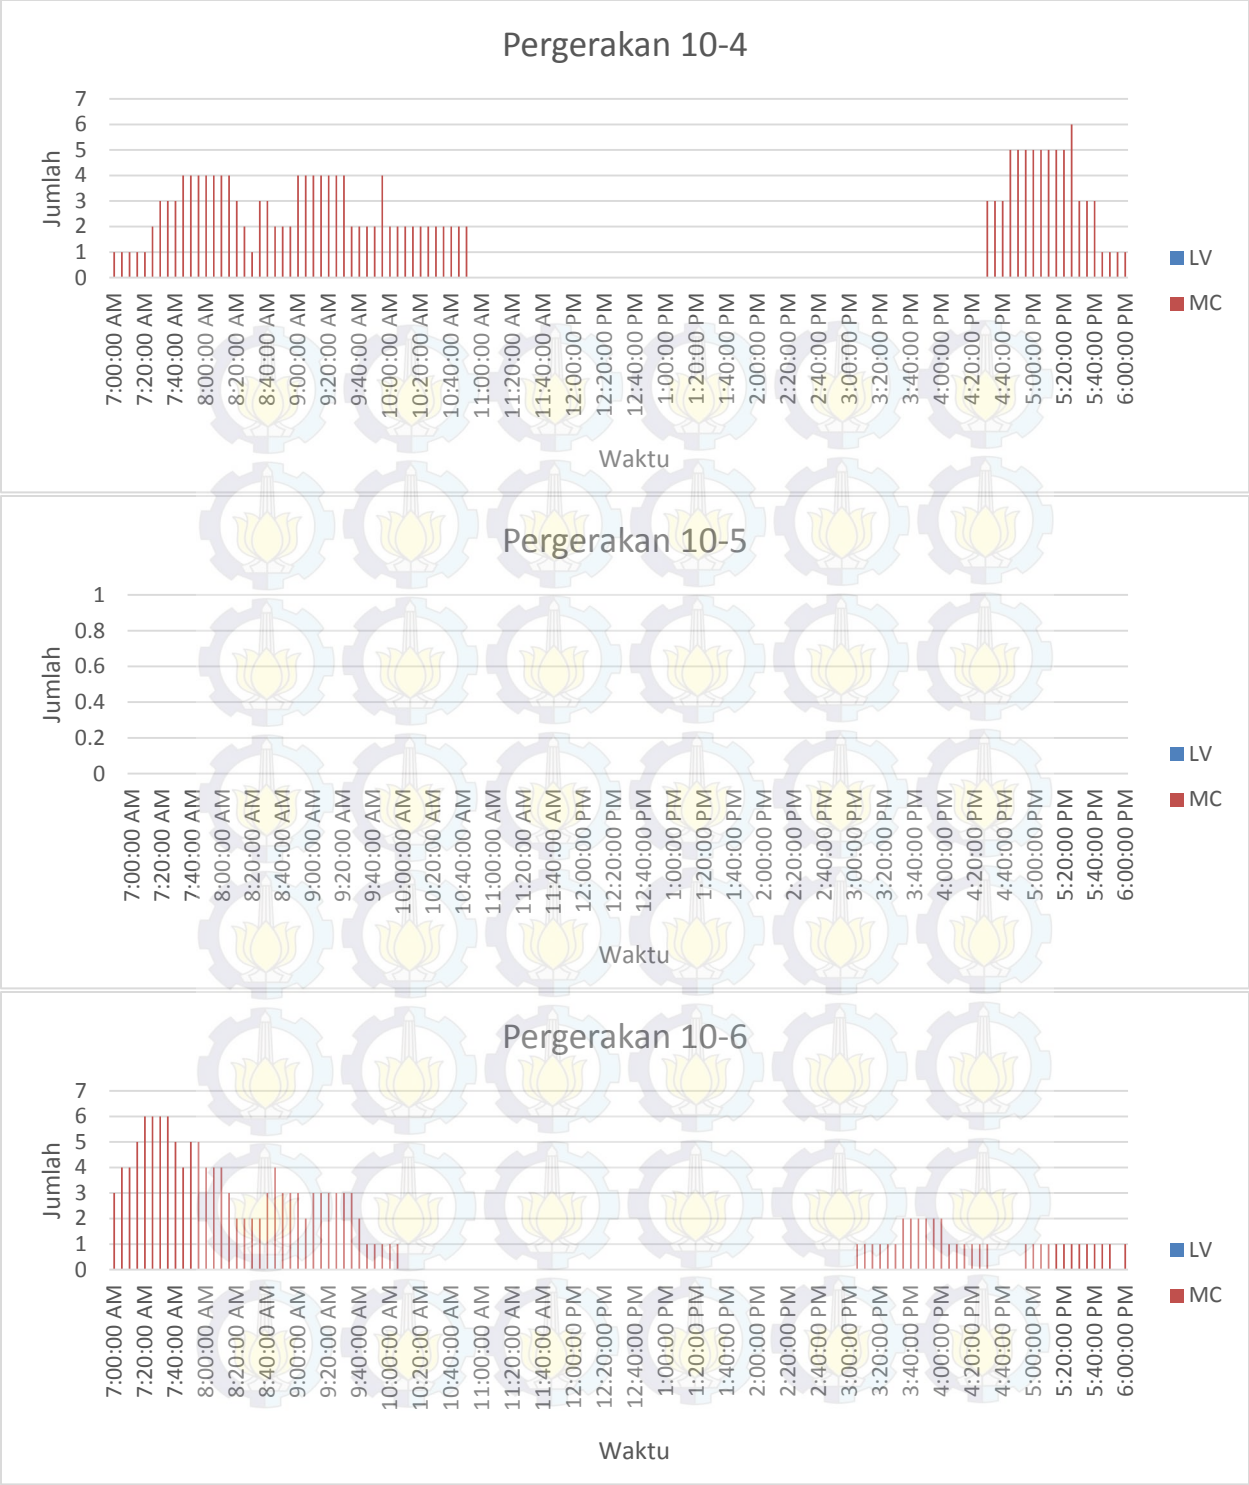 Pergerakan 10-4
7
6
5
4
3
2
1
0
Jumlah
7:00:00 AM
7:20:00 AM
7:40:00 AM
8:00:00 AM
8:20:00 AM
8:40:00 AM
9:00:00 AM
9:20:00 AM
9:40:00 AM
10:00:00 AM
10:20:00 AM
10:40:00 AM
11:00:00 AM
11:20:00 AM
11:40:00 AM
12:00:00 PM
12:20:00 PM
12:40:00 PM
1:00:00 PM
1:20:00 PM
1:40:00 PM
2:00:00 PM
2:20:00 PM
2:40:00 PM
3:00:00 PM
3:20:00 PM
3:40:00 PM
4:00:00 PM
4:20:00 PM
4:40:00 PM
5:00:00 PM
5:20:00 PM
5:40:00 PM
6:00:00 PM
Waktu
LV
MC
Pergerakan 10-5
1
0.8
0.6
0.4
0.2
0
Jumlah
7:00:00 AM
7:20:00 AM
7:40:00 AM
8:00:00 AM
8:20:00 AM
8:40:00 AM
9:00:00 AM
9:20:00 AM
9:40:00 AM
10:00:00 AM
10:20:00 AM
10:40:00 AM
11:00:00 AM
11:20:00 AM
11:40:00 AM
12:00:00 PM
12:20:00 PM
12:40:00 PM
1:00:00 PM
1:20:00 PM
1:40:00 PM
2:00:00 PM
2:20:00 PM
2:40:00 PM
3:00:00 PM
3:20:00 PM
3:40:00 PM
4:00:00 PM
4:20:00 PM
4:40:00 PM
5:00:00 PM
5:20:00 PM
5:40:00 PM
6:00:00 PM
Waktu
LV
MC
Pergerakan 10-6
7
6
5
4
3
2
1
0
Jumlah
7:00:00 AM
7:20:00 AM
7:40:00 AM
8:00:00 AM
8:20:00 AM
8:40:00 AM
9:00:00 AM
9:20:00 AM
9:40:00 AM
10:00:00 AM
10:20:00 AM
10:40:00 AM
11:00:00 AM
11:20:00 AM
11:40:00 AM
12:00:00 PM
12:20:00 PM
12:40:00 PM
1:00:00 PM
1:20:00 PM
1:40:00 PM
2:00:00 PM
2:20:00 PM
2:40:00 PM
3:00:00 PM
3:20:00 PM
3:40:00 PM
4:00:00 PM
4:20:00 PM
4:40:00 PM
5:00:00 PM
5:20:00 PM
5:40:00 PM
6:00:00 PM
Waktu
LV
MC